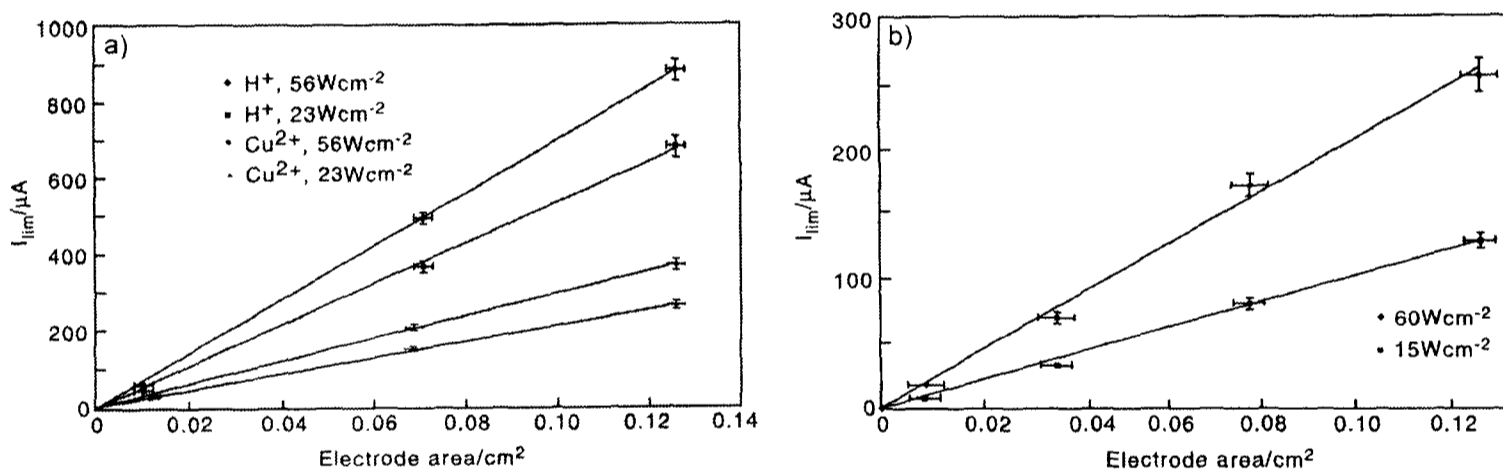 a)
H⁺, 56Wcm⁻²
H⁺, 23Wcm⁻²
Cu²⁺, 56Wcm⁻²
Cu²⁺, 23Wcm⁻²
1000
800
600
400
200
0
I_lim/μA
0 0.02 0.04 0.06 0.08 0.10 0.12 0.14
Electrode area/cm²
b)
300
200
100
0
I_lim/μA
60Wcm⁻²
15Wcm⁻²
0 0.02 0.04 0.06 0.08 0.10 0.12
Electrode area/cm²